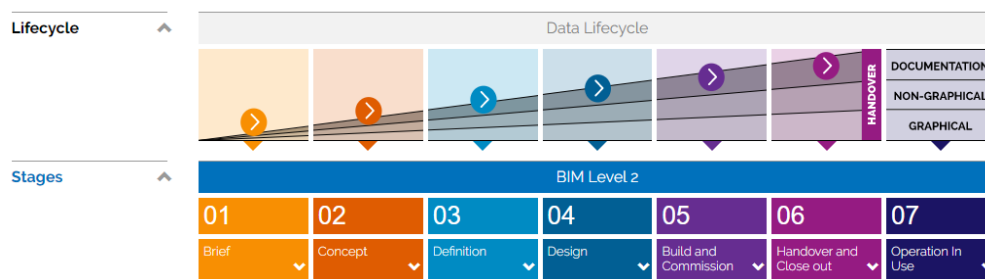 Lifecycle
Data Lifecycle
HANDOVER
DOCUMENTATION
NON-GRAPHICAL
GRAPHICAL
Stages
BIM Level 2
01
02
03
04
05
06
07
Brief
Concept
Definition
Design
Build and
Commission
Handover and
Close out
Operation In
Use